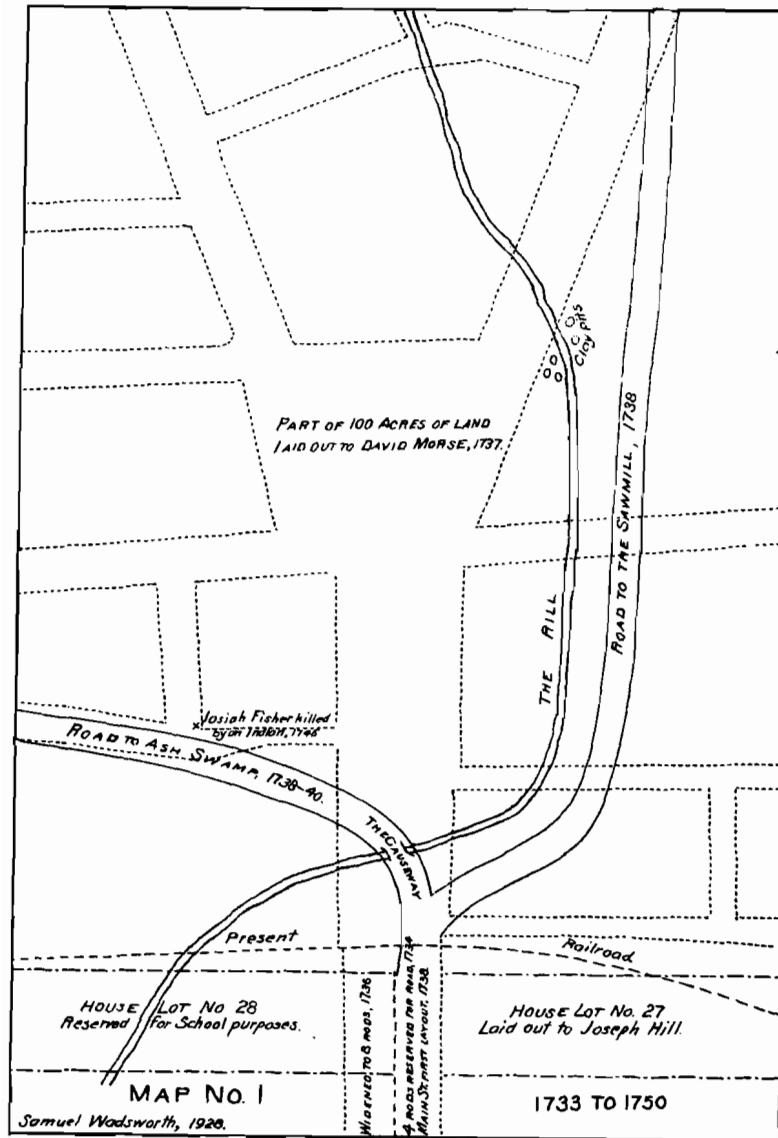 Clay pits
PART OF 100 ACRES OF LAND
LAID OUT TO DAVID MORSE, 1737.
ROAD TO THE SAWMILL, 1738
THE RILL
Josiah Fisher killed
by an Indian, 1746
ROAD TO ASH SWAMP, 1738-40.
THE CAUSEWAY
Present
Railroad
HOUSE LOT No 28
Reserved for School purposes.
WIDENED TO 8 RODS, 1736
4 RODS RESERVED FOR ROAD, 1734
MAIN ST. FIRST LAYOUT, 1738.
HOUSE LOT No. 27
Laid out to Joseph Hill.
MAP No. 1
1733 TO 1750
Samuel Wadsworth, 1928.